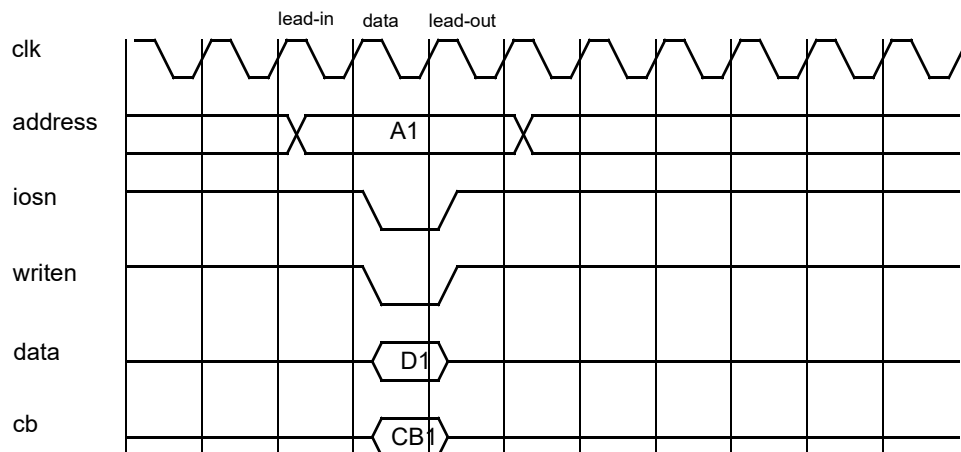 lead-in data lead-out
clk
address A1
iosn
writen
data D1
cb CB1